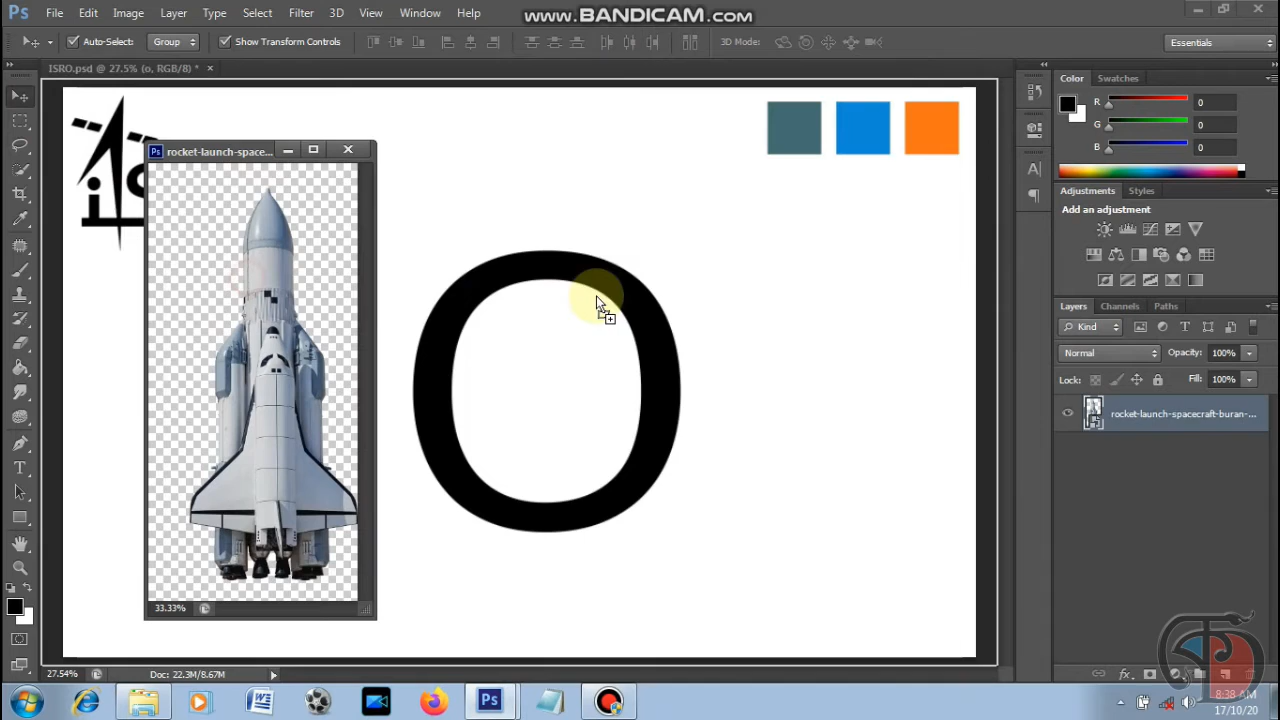 File Edit Image Layer Type Select Filter 3D View Window Help
www.BANDICAM.com
Auto-Select: Group Show Transform Controls 3D Mode: Essentials
ISRO.psd @ 27.5% (o, RGB/8) * ×
rocket-launch-space...
O
33.33%
27.54% Doc: 22.3M/8.67M
Color Swatches
R 0
G 0
B 0
Adjustments Styles
Add an adjustment
Layers Channels Paths
Kind
Normal Opacity: 100%
Lock: Fill: 100%
rocket-launch-spacecraft-buran-...
8:38 AM
17/10/20